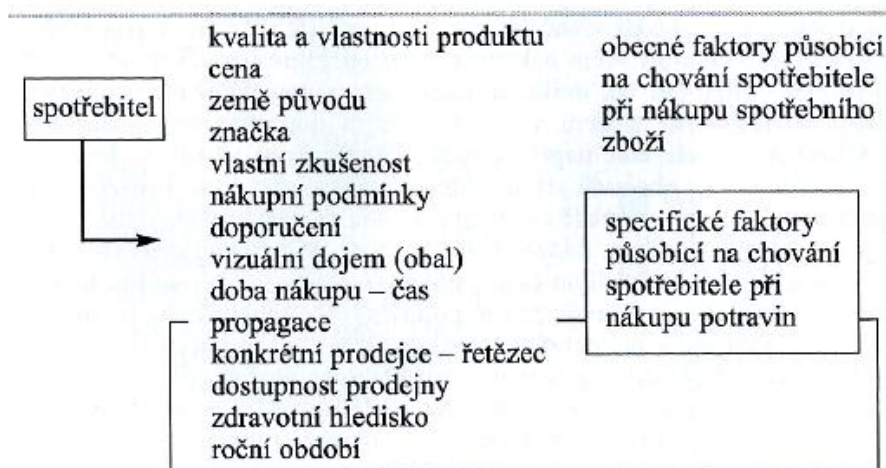 spotřebitel
kvalita a vlastnosti produktu
cena
země původu
značka
vlastní zkušenost
nákupní podmínky
doporučení
vizuální dojem (obal)
doba nákupu – čas
propagace
konkrétní prodejce – řetězec
dostupnost prodejny
zdravotní hledisko
roční období
obecné faktory působící
na chování spotřebitele
při nákupu spotřebního
zboží
specifické faktory
působící na chování
spotřebitele při
nákupu potravin